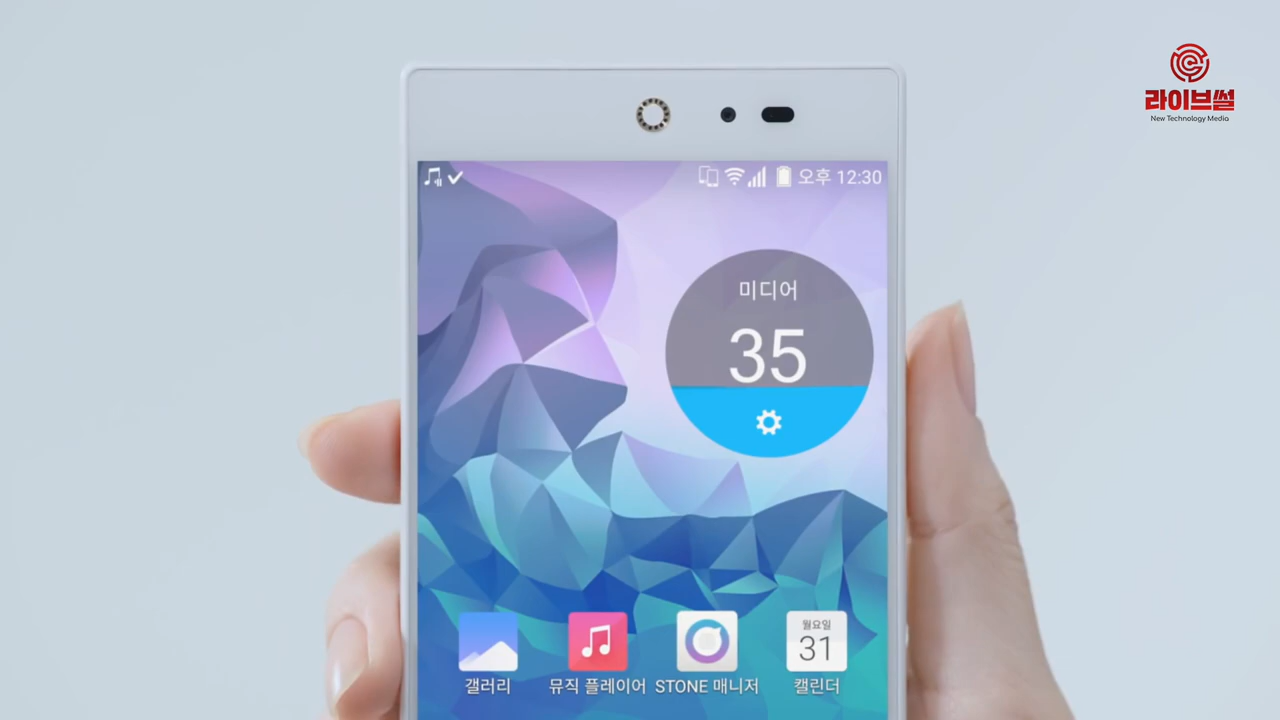 라이브썰
New Technology Media
오후 12:30
미디어
35
월요일
31
갤러리
뮤직 플레이어
STONE 매니저
캘린더